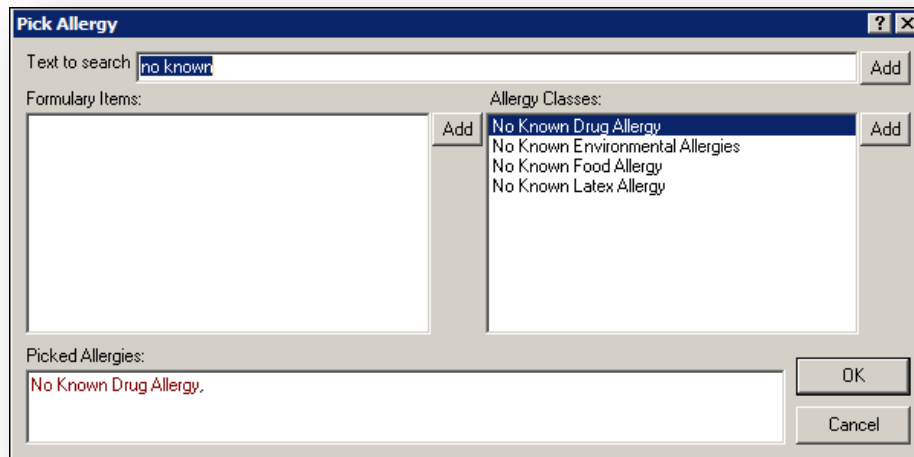 Pick Allergy ? X
Text to search no known Add
Formulary Items: Allergy Classes:
Add No Known Drug Allergy Add
No Known Environmental Allergies
No Known Food Allergy
No Known Latex Allergy
Picked Allergies:
No Known Drug Allergy,
OK
Cancel